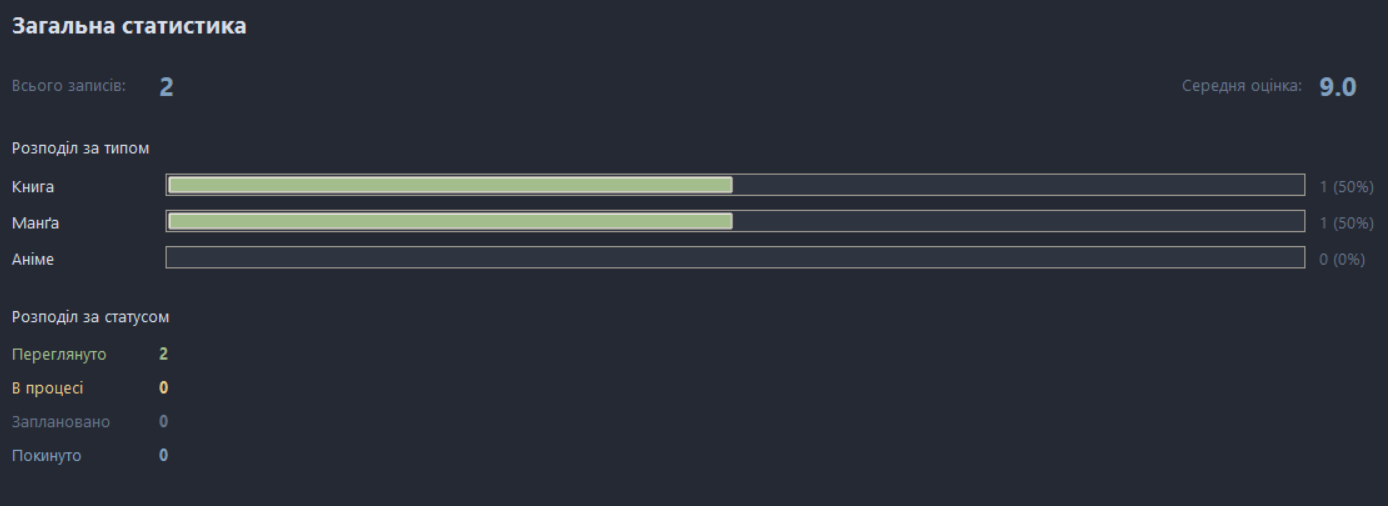 Загальна статистика
Всього записів: 2 Середня оцінка: 9.0
Розподіл за типом
Книга 1 (50%)
Манґа 1 (50%)
Аніме 0 (0%)
Розподіл за статусом
Переглянуто 2
В процесі 0
Заплановано 0
Покинуто 0